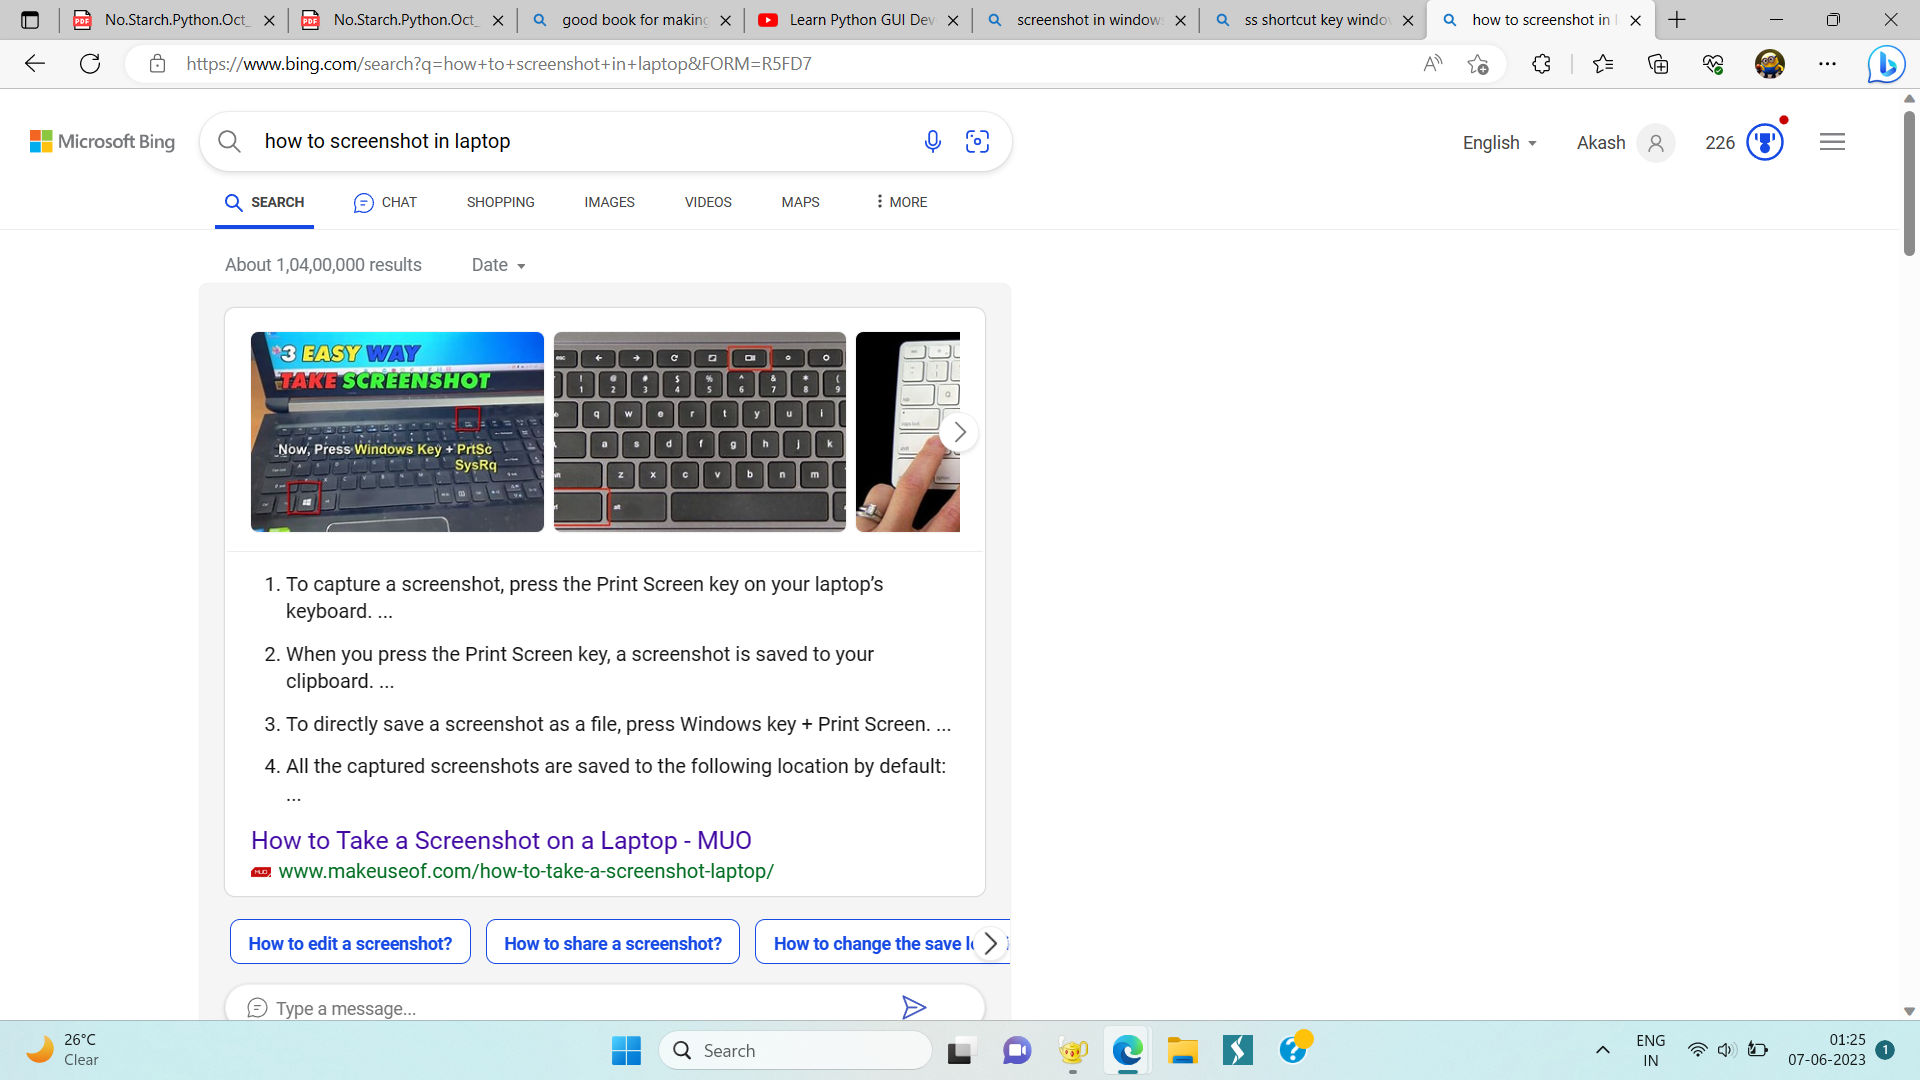 No.Starch.Python.Oct_
No.Starch.Python.Oct_
good book for making
Learn Python GUI Dev
screenshot in window
ss shortcut key windo
how to screenshot in
https://www.bing.com/search?q=how+to+screenshot+in+laptop&FORM=R5FD7
Microsoft Bing
how to screenshot in laptop
English
Akash
226
SEARCH
CHAT
SHOPPING
IMAGES
VIDEOS
MAPS
MORE
About 1,04,00,000 results
Date
3 EASY WAY
TAKE SCREENSHOT
Now, Press Windows Key + PrtSc
SysRq
1. To capture a screenshot, press the Print Screen key on your laptop’s
keyboard. ...
2. When you press the Print Screen key, a screenshot is saved to your
clipboard. ...
3. To directly save a screenshot as a file, press Windows key + Print Screen. ...
4. All the captured screenshots are saved to the following location by default:
...
How to Take a Screenshot on a Laptop - MUO
www.makeuseof.com/how-to-take-a-screenshot-laptop/
How to edit a screenshot?
How to share a screenshot?
How to change the save l
Type a message...
26°C
Clear
Search
ENG
IN
01:25
07-06-2023
1